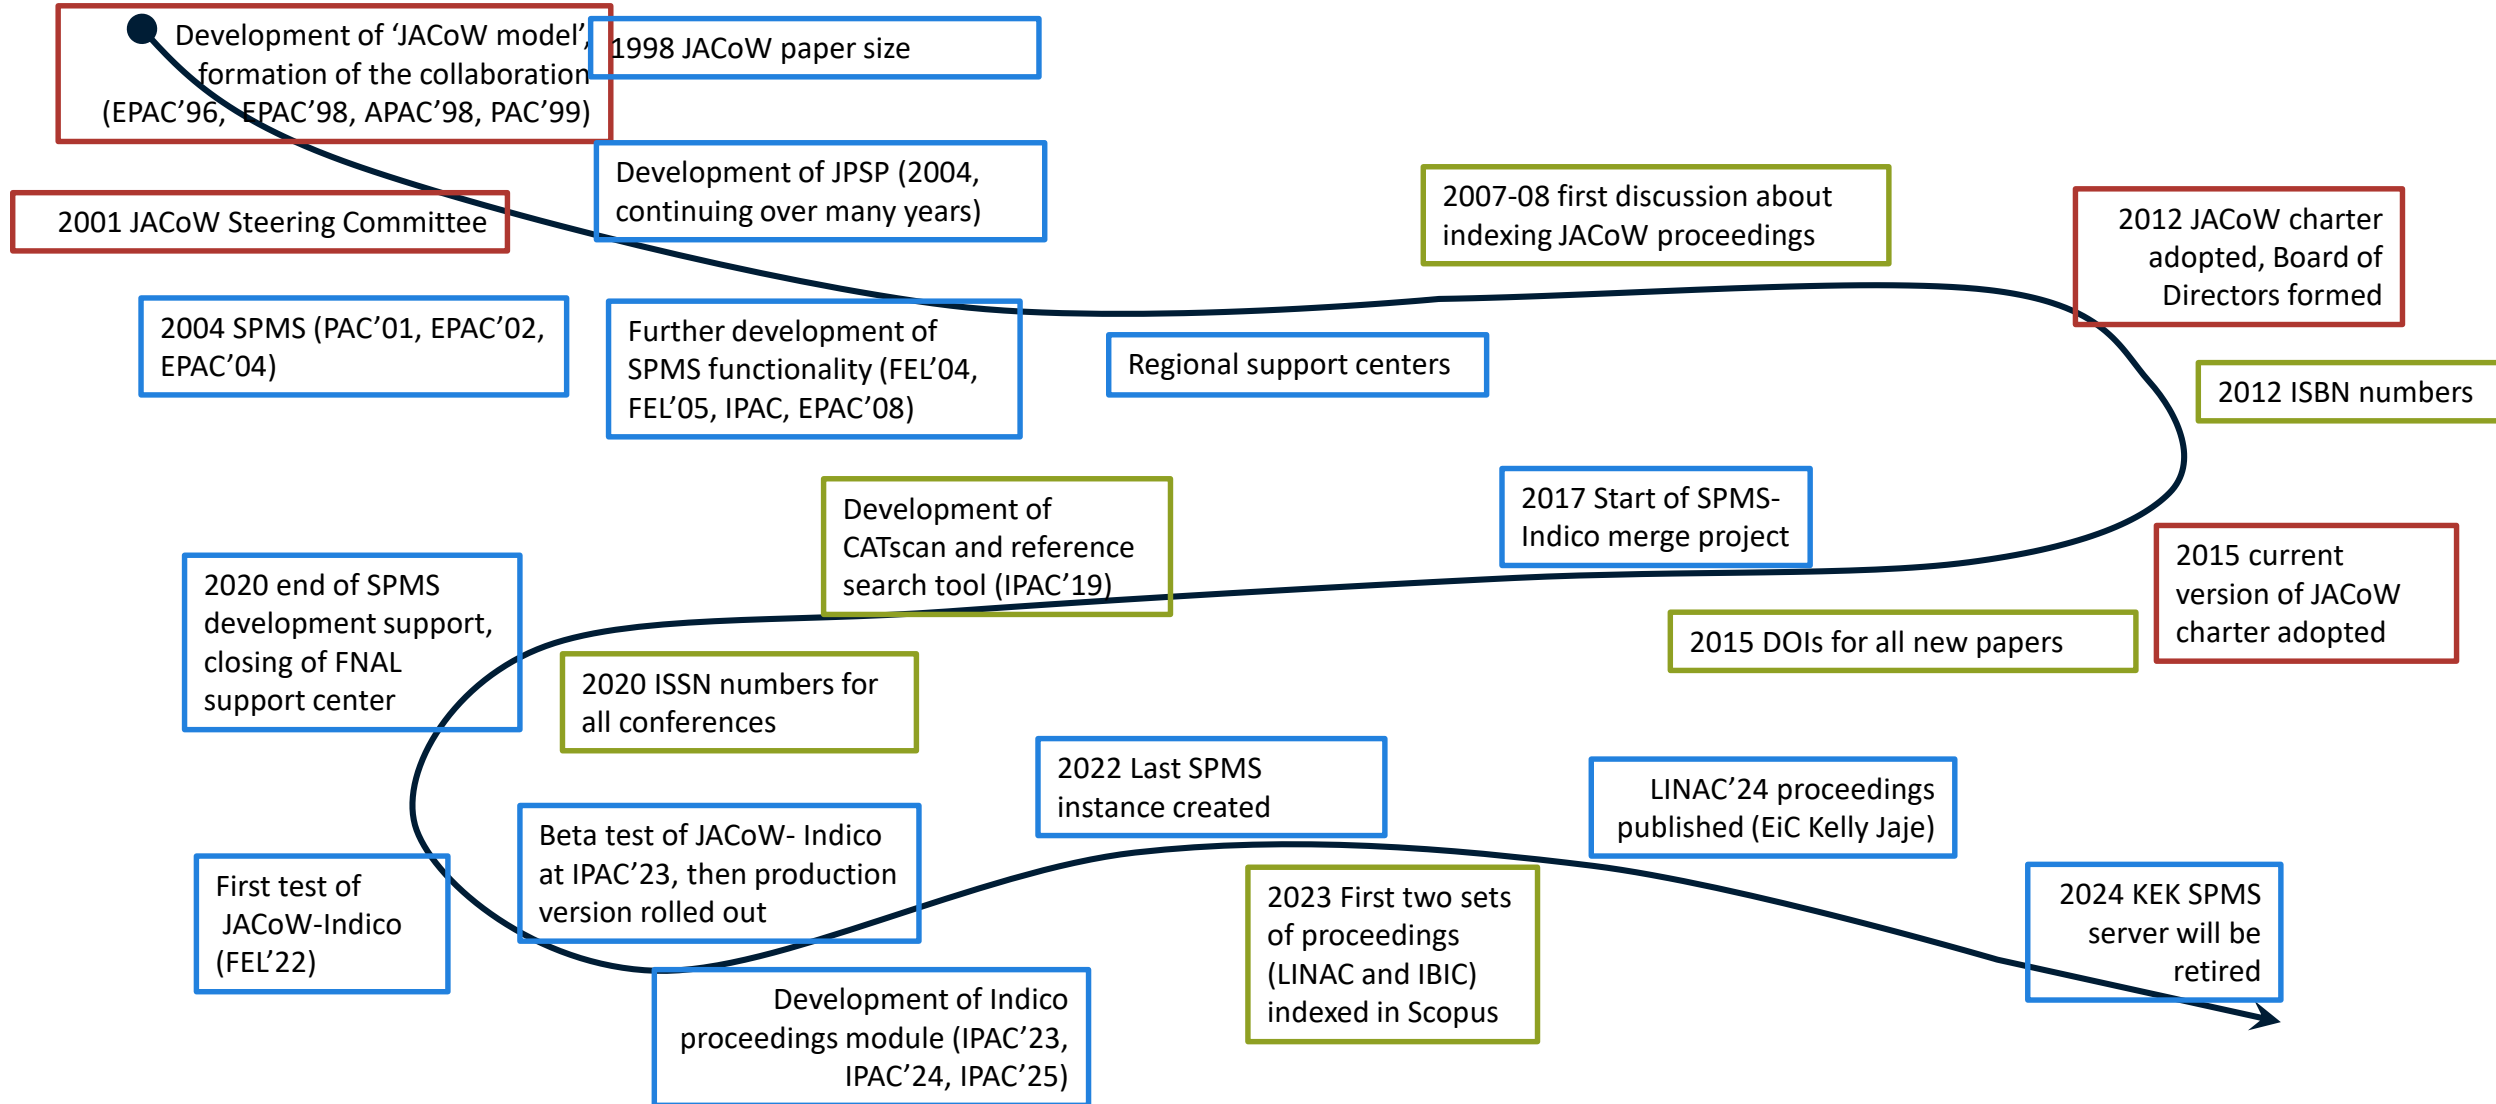 Development of ‘JACoW model’,
formation of the collaboration
(EPAC’96, EPAC’98, APAC’98, PAC’99)
1998 JACoW paper size
2001 JACoW Steering Committee
Development of JPSP (2004,
continuing over many years)
2004 SPMS (PAC’01, EPAC’02,
EPAC’04)
Further development of
SPMS functionality (FEL’04,
FEL’05, IPAC, EPAC’08)
Regional support centers
2007-08 first discussion about
indexing JACoW proceedings
2012 JACoW charter
adopted, Board of
Directors formed
2012 ISBN numbers
2015 current
version of JACoW
charter adopted
2015 DOIs for all new papers
2017 Start of SPMS-
Indico merge project
Development of
CATscan and reference
search tool (IPAC’19)
2020 ISSN numbers for
all conferences
2020 end of SPMS
development support,
closing of FNAL
support center
First test of
JACoW-Indico
(FEL’22)
Beta test of JACoW- Indico
at IPAC’23, then production
version rolled out
Development of Indico
proceedings module (IPAC’23,
IPAC’24, IPAC’25)
2022 Last SPMS
instance created
2023 First two sets
of proceedings
(LINAC and IBIC)
indexed in Scopus
LINAC’24 proceedings
published (EiC Kelly Jaje)
2024 KEK SPMS
server will be
retired